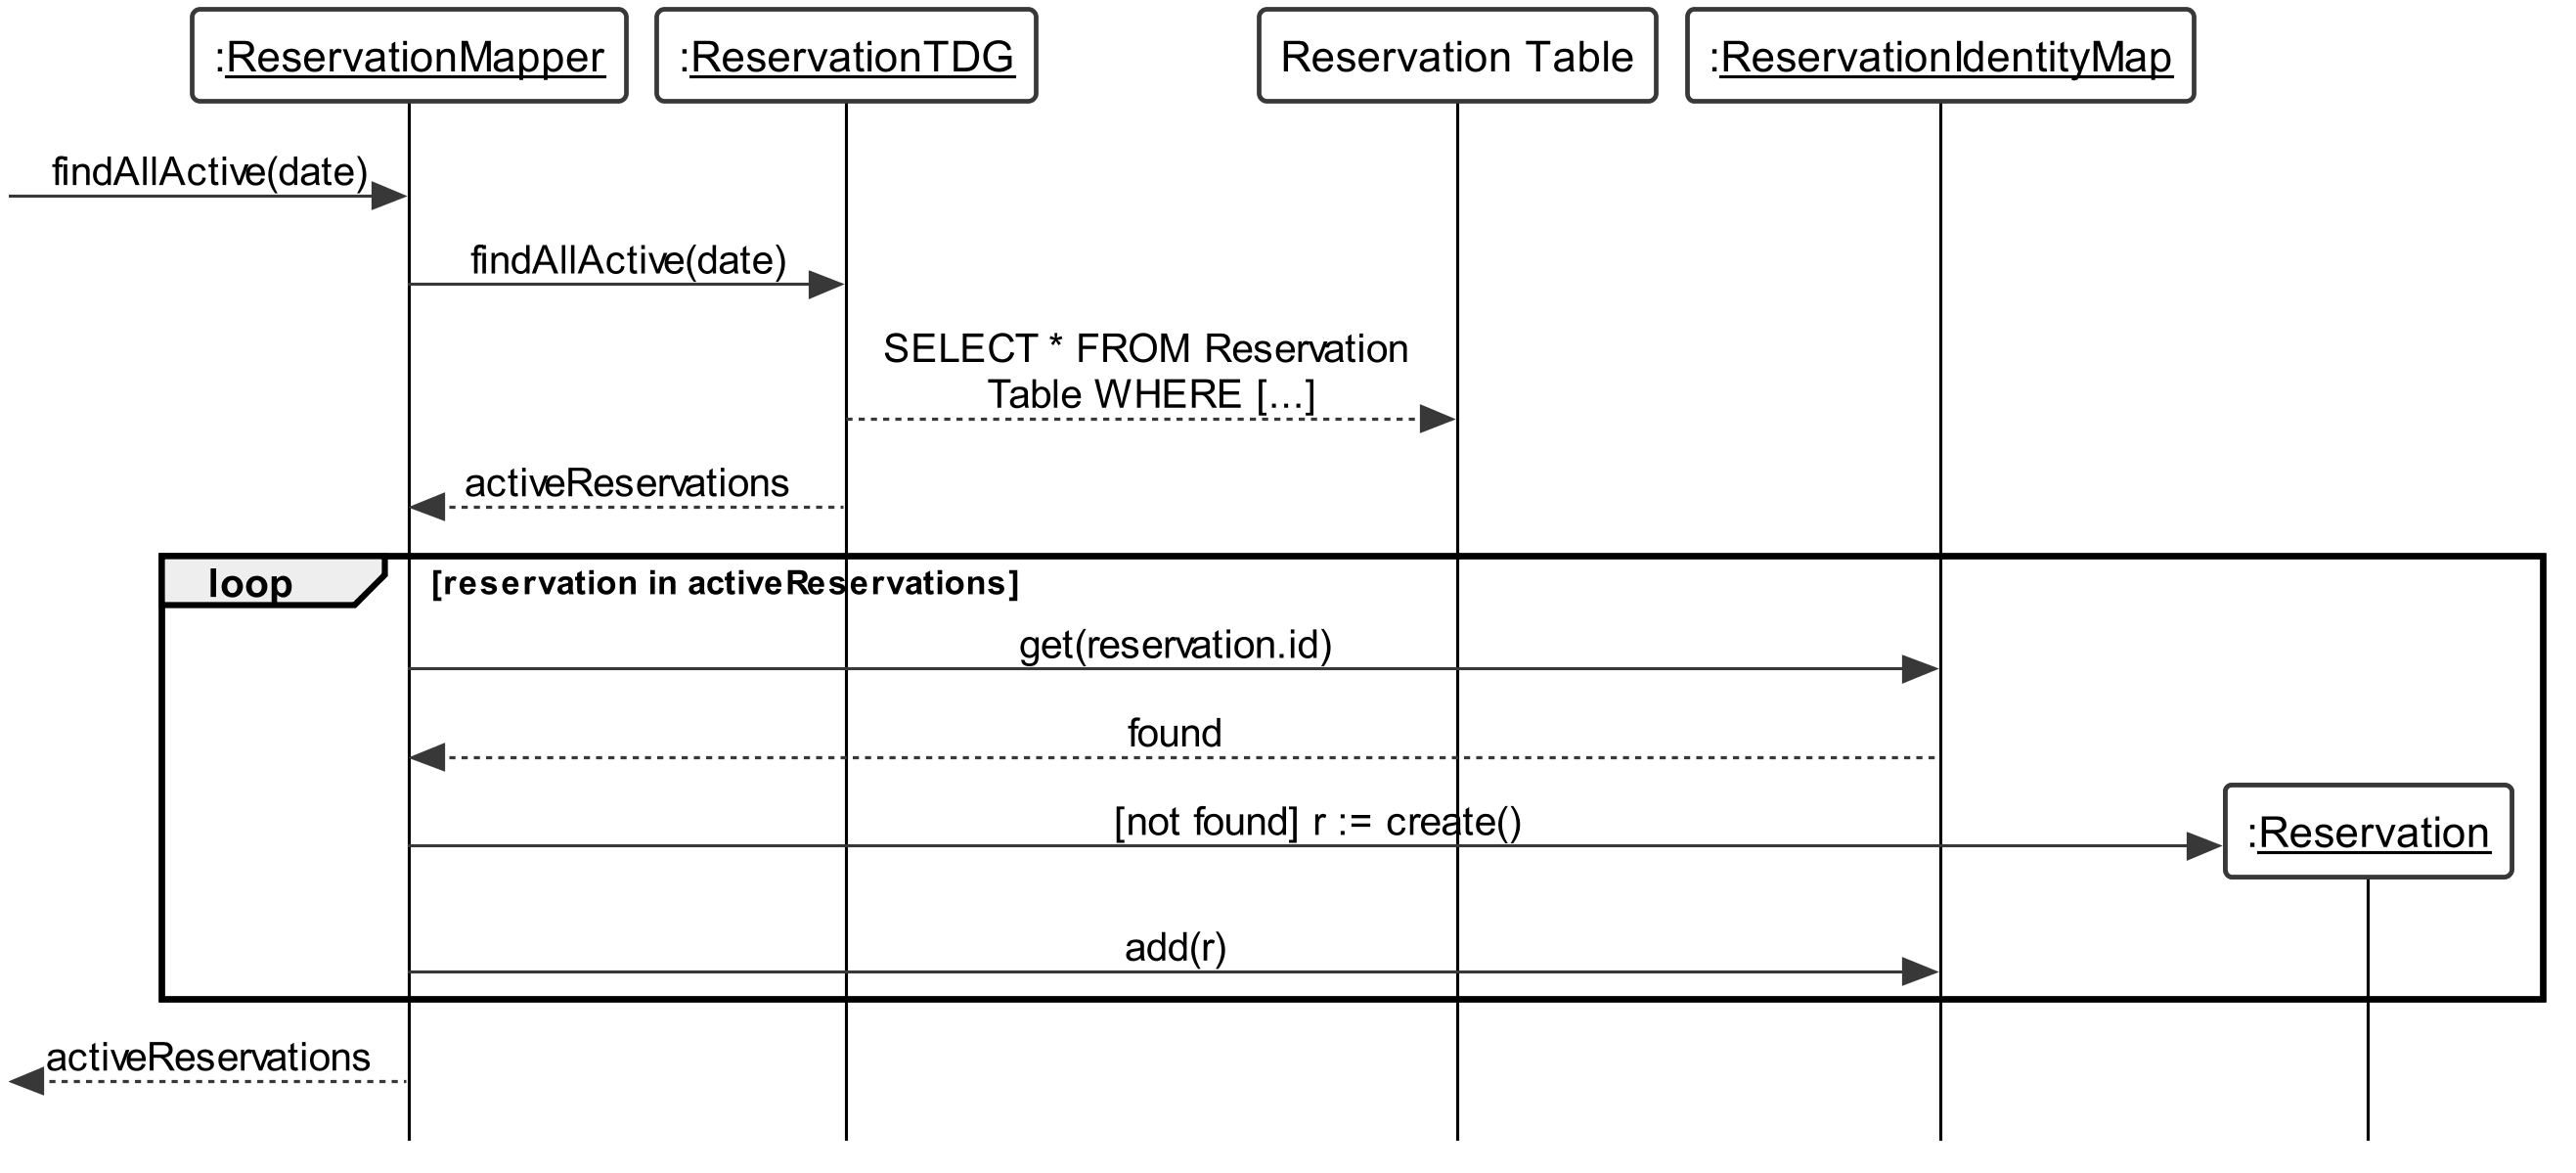 :ReservationMapper
:ReservationTDG
Reservation Table
:ReservationIdentityMap
findAllActive(date)
findAllActive(date)
SELECT * FROM Reservation
Table WHERE [...]
activeReservations
loop
[reservation in activeReservations]
get(reservation.id)
found
[not found] r := create()
:Reservation
add(r)
activeReservations